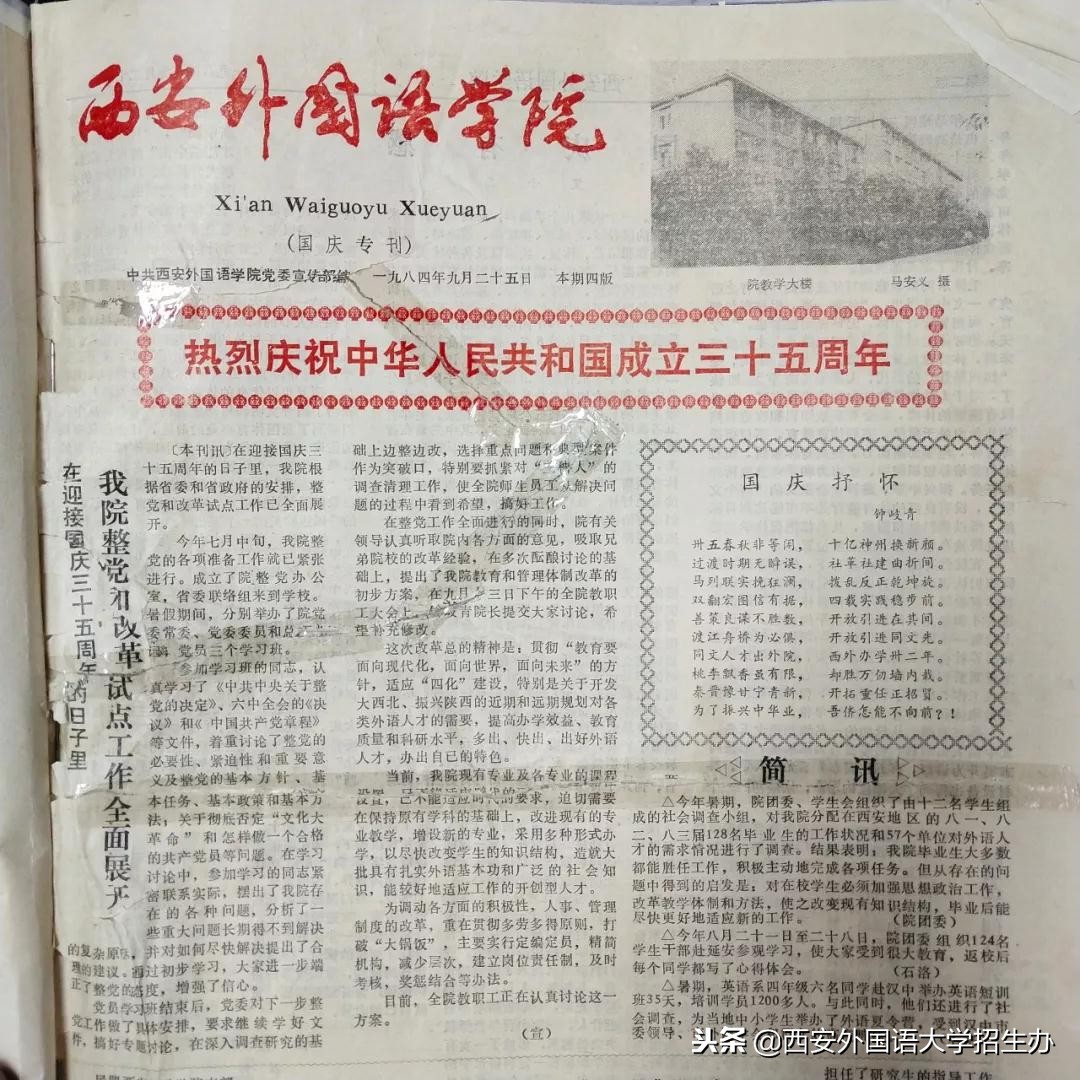 西安外国语学院
Xi'an Waiguoyu Xueyuan
(国庆专刊)
中共西安外国语学院党委宣传部编 一九八四年九月二十五日 本期四版
院教学大楼 马安义 摄
热烈庆祝中华人民共和国成立三十五周年
在迎接国庆三十五周年的日子里
我院整党和改革试点工作全面展开
〔本刊讯〕在迎接国庆三
十五周年的日子里，我院根
据省委和省政府的安排，整
党和改革试点工作已全面展
开。
今年七月中旬，我院整
党的各项准备工作就已紧张
进行。成立了院整党办公
室，省委联络组来到学校。
暑假期间，分别举办了院党
委常委、党委委员和总支
党员三个学习班。
参加学习班的同志，认
真学习了《中共中央关于整
党的决定》、六中全会的《决
议》和《中国共产党章程》
等文件，着重讨论了整党的
必要性、紧迫性和重要意
义及整党的基本方针、基
本任务、基本政策和基本方
法；关于彻底否定“文化大
革命”和怎样做一个合格
的共产党员等问题。在学习
讨论中，参加学习的同志紧
密联系实际，摆出了我院存
在的各种问题，分析了一
些重大问题长期得不到解决
的复杂原因，并对如何尽快解决提出了合
理的建议。通过初步学习，大家进一步端
正了整党的态度，增强了信心。
党员学习班结束后，党委对下一步整
党工作做了具体安排，要求继续学好文
件，搞好专题讨论，在深入调查研究的基
础上边整边改，选择重点问题和典型案件
作为突破口，特别要抓紧对“三种人”的
调查清理工作，使全院师生员工从解决问
题的过程中看到希望，搞好工作。
在整党工作全面进行的同时，院有关
领导认真听取院内各方面的意见，吸取兄
弟院校的改革经验，在多次酝酿讨论的基
础上，提出了我院教育和管理体制改革的
初步方案，在九月十三日下午的全院教职
工大会上，钟岐青院长提交大家讨论，希
望补充修改。
这次改革总的精神是：贯彻“教育要
面向现代化，面向世界，面向未来”的方
针，适应“四化”建设，特别是关于开发
大西北、振兴陕西的近期和远期规划对各
类外语人才的需要，提高办学效益、教育
质量和科研水平，多出、快出、出好外语
人才，办出自己的特色。
当前，我院现有专业及各专业的课程
设置，已不能适应时代的要求，迫切需要
在保持原有学科的基础上，改进现有的专
业教学，增设新的专业，采用多种形式办
学，以尽快改变学生的知识结构，造就大
批具有扎实外语基本功和广泛的社会知
识，能较好地适应工作的开创型人才。
为调动各方面的积极性，人事、管理
制度的改革，重在贯彻多劳多得原则，打
破“大锅饭”，主要实行定编定员，精简
机构，减少层次，建立岗位责任制，及时
考核，奖惩结合等办法。
目前，全院教职工正在认真讨论这一
方案。
（宣）
国庆抒怀
钟岐青
卅五春秋非等闲， 十亿神州换新颜。
过渡时期无瞬误， 社革社建曲折间。
马列联实挽狂澜， 拨乱反正乾坤旋。
双翻宏图信有据， 四载实践稳步前。
善策良谋不胜数， 开放引进在其间。
渡江舟桥为必俱， 开放引进同文先。
同文人才出外院， 西外办学卅二年。
桃李飘香虽有限， 却胜万勿墙内栽。
秦晋豫甘宁青新， 开拓重任正招贤。
为了振兴中华业， 吾侪怎能不向前？！
简讯
△今年暑期，院团委、学生会组织了由十二名学生组
成的社会调查小组，对我院分配在西安地区的八一、八
二、八三届128名毕业生的工作状况和57个单位对外语人
才的需求情况进行了调查。结果表明：我院毕业生大多数
都能胜任工作，积极主动地完成各项任务。但从存在的问
题中得到的启发是：对在校学生必须加强思想政治工作，
改革教学体制和方法，使之改变现有知识结构，毕业后能
尽快更好地适应新的工作。 （院团委）
△今年八月二十一至二十八日，院团委组织124名
学生干部赴延安参观学习，使大家受到很大教育，返校后
每个同学都写了心得体会。 （石洛）
△暑期，英语系四年级六名同学赴汉中举办英语短训
班35天，培训学员1200多人。与此同时，他们还进行了社
会调查，为当地中小学生举办了外语夏令营，受到汉中市
委领导、
担任了研究生的指导工作
头条 @西安外国语大学招生办